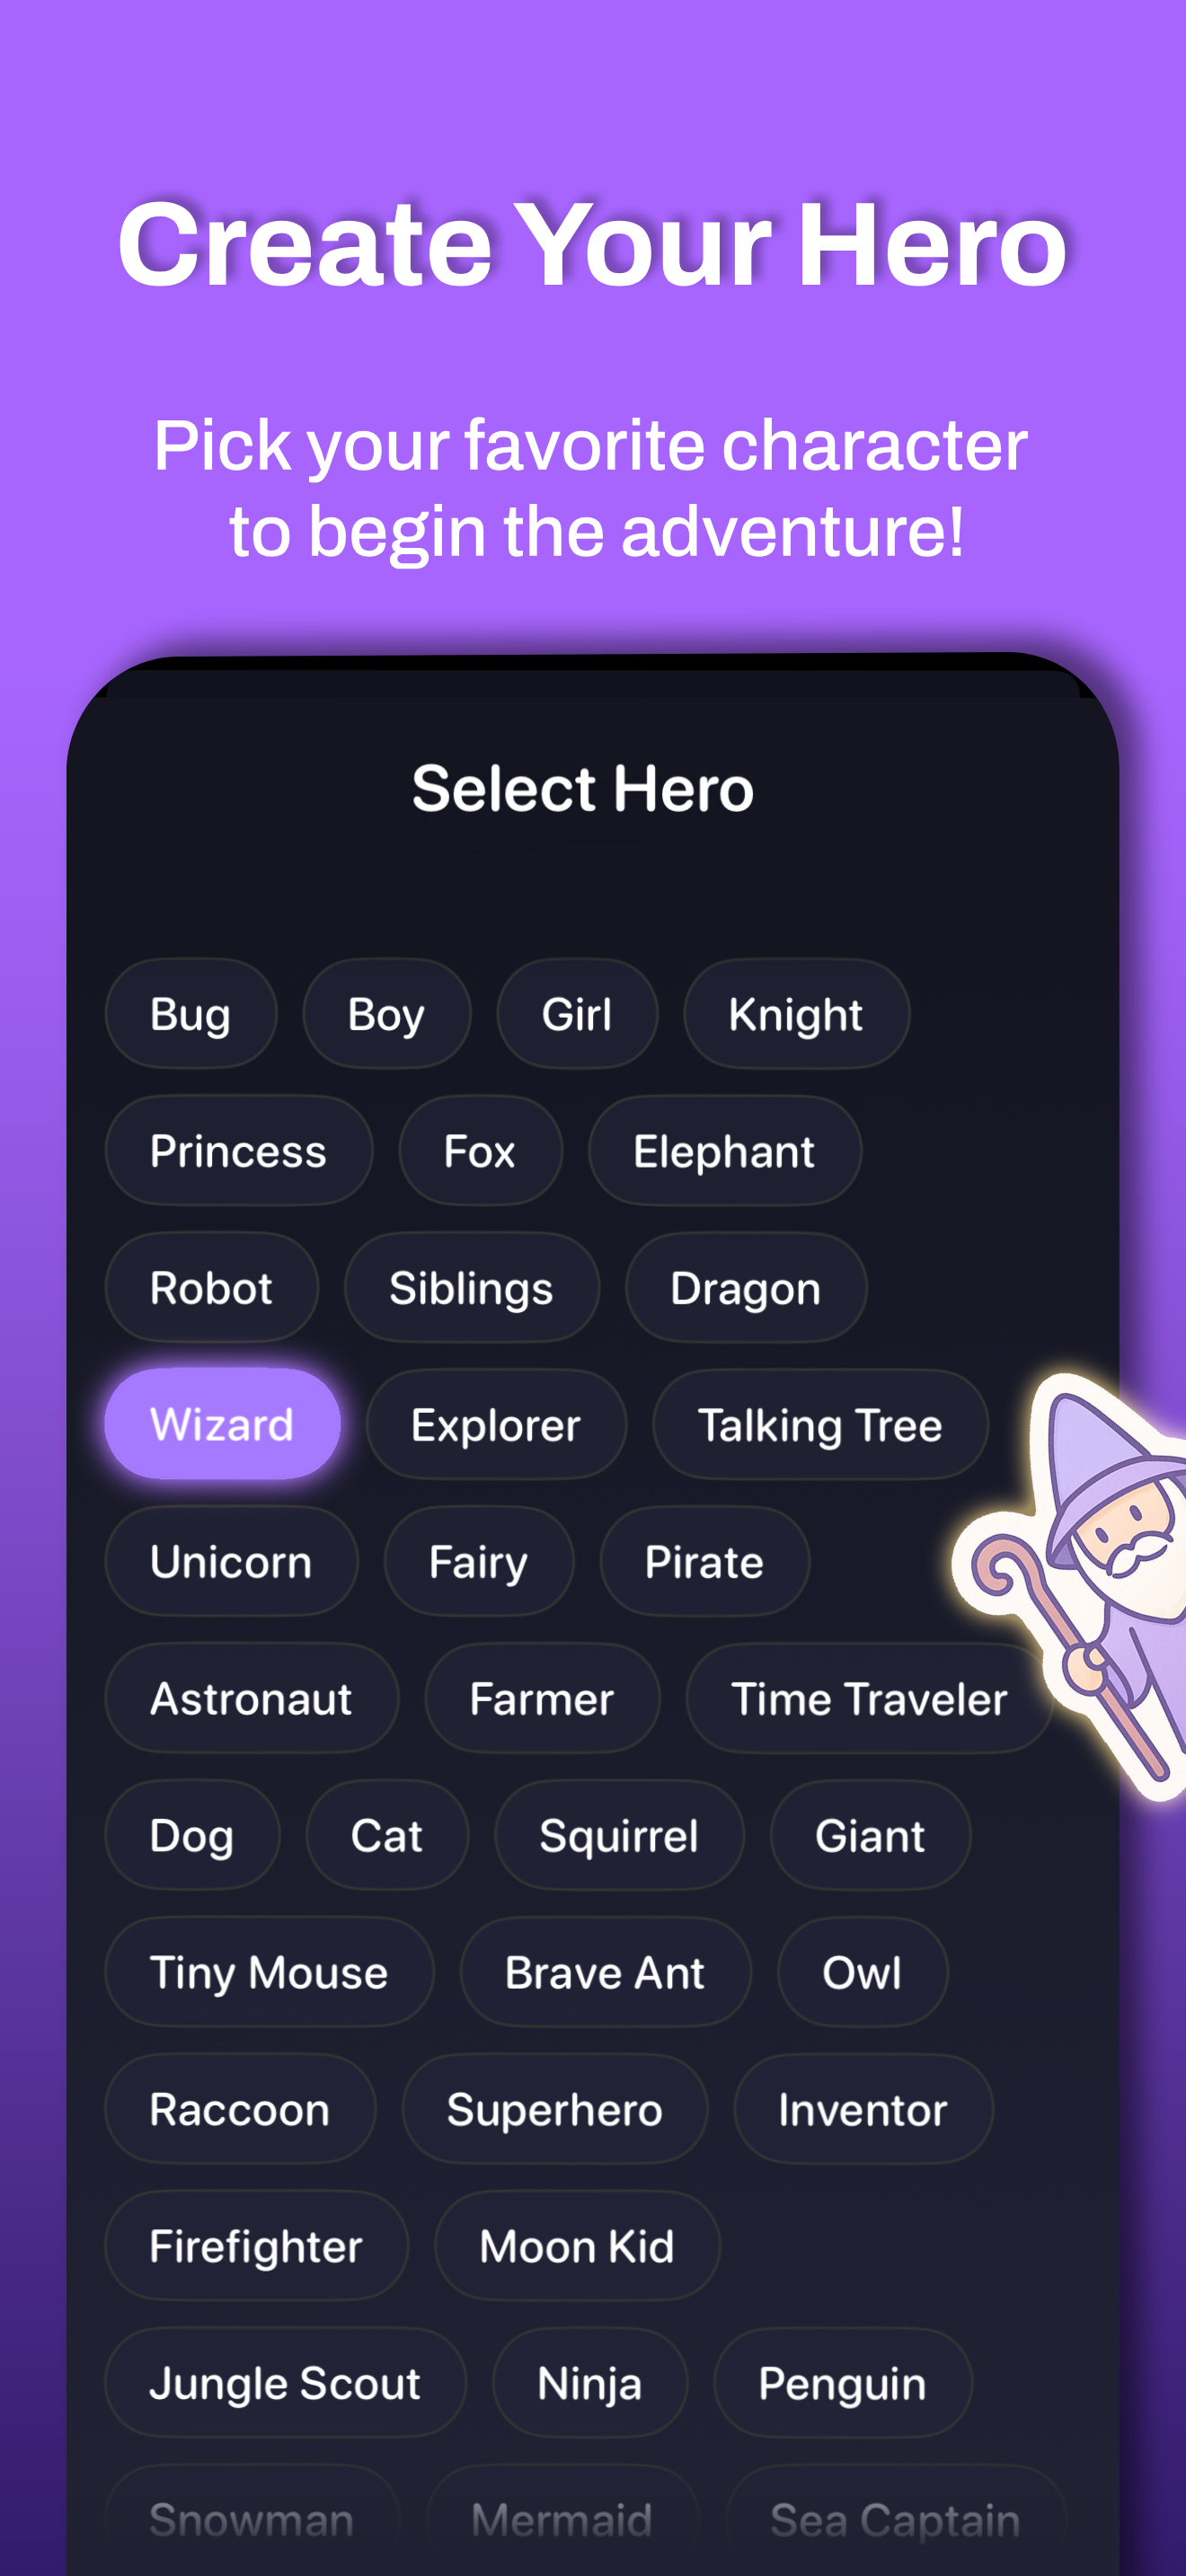 Create Your Hero
Pick your favorite character
to begin the adventure!
Select Hero
Bug Boy Girl Knight
Princess Fox Elephant
Robot Siblings Dragon
Wizard Explorer Talking Tree
Unicorn Fairy Pirate
Astronaut Farmer Time Traveler
Dog Cat Squirrel Giant
Tiny Mouse Brave Ant Owl
Raccoon Superhero Inventor
Firefighter Moon Kid
Jungle Scout Ninja Penguin
Snowman Mermaid Sea Captain